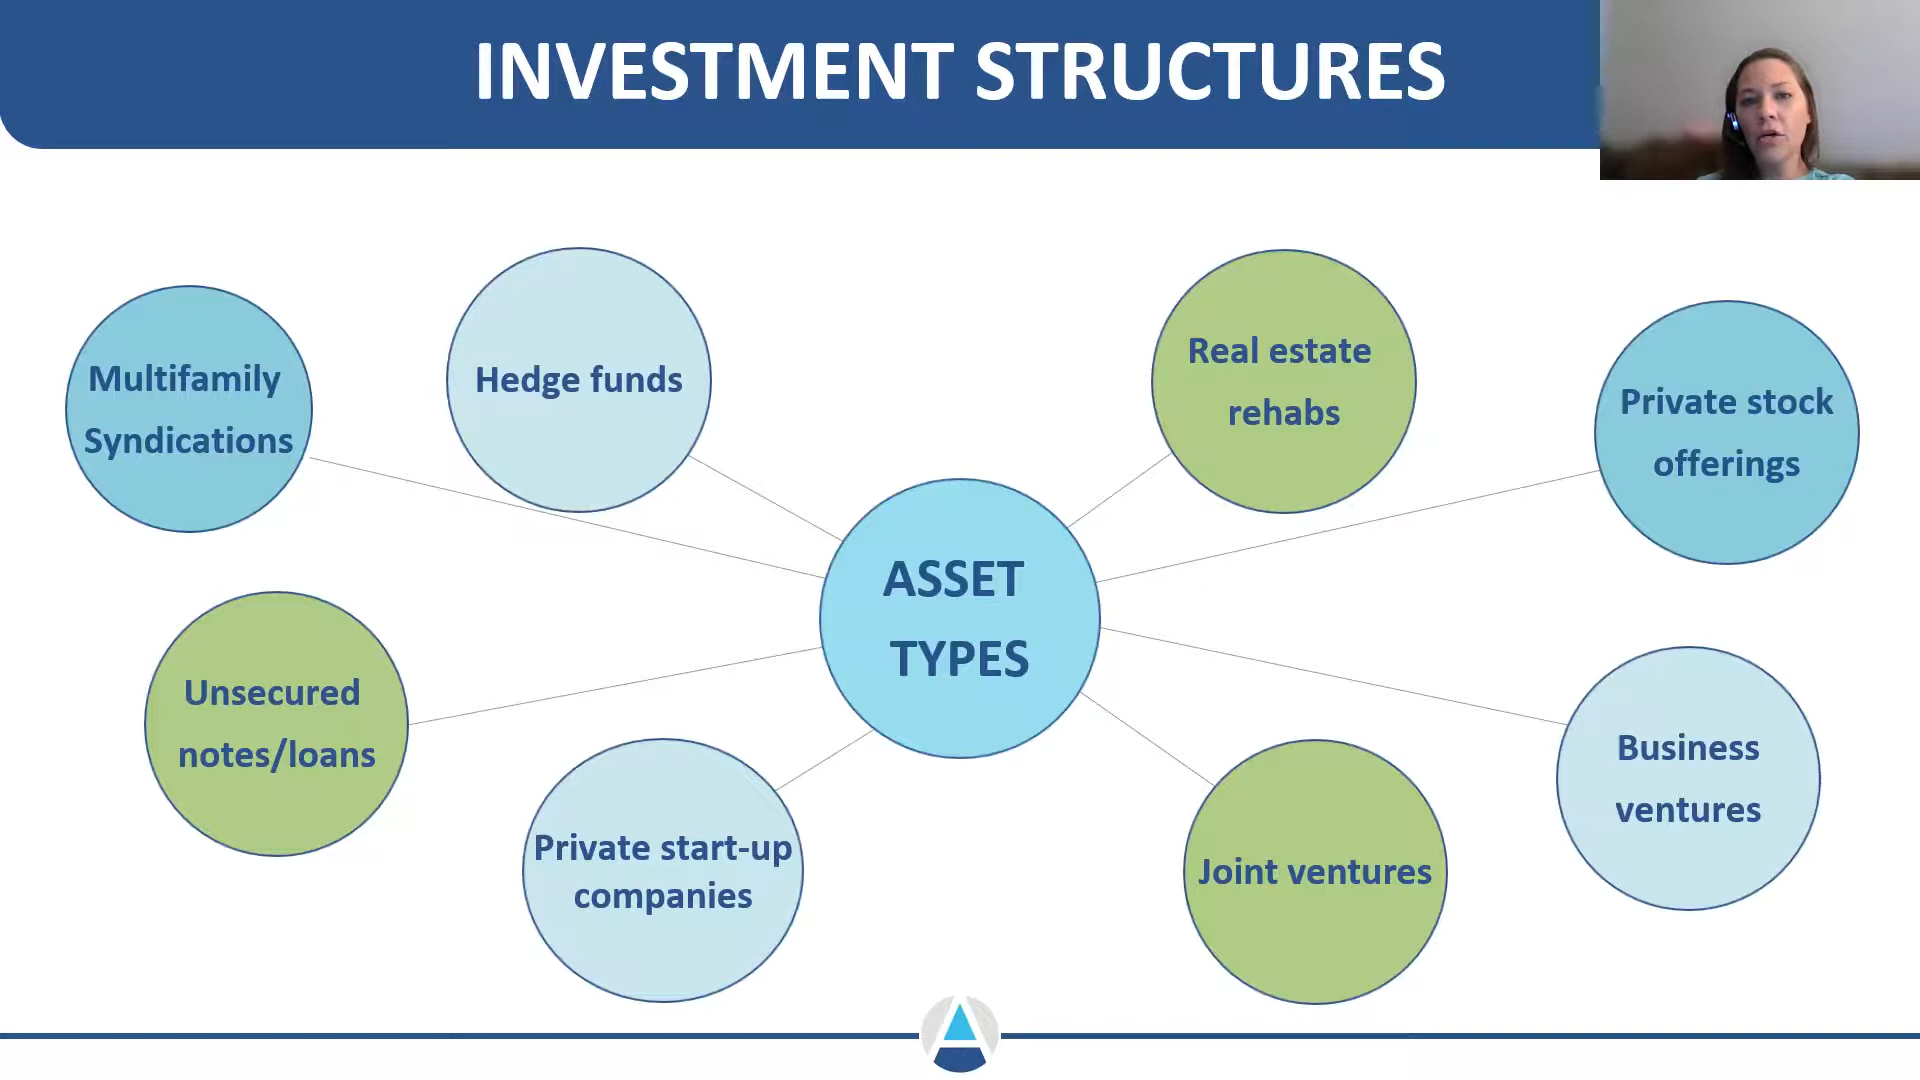 INVESTMENT STRUCTURES
Multifamily
Syndications
Hedge funds
Real estate
rehabs
Private stock
offerings
ASSET
TYPES
Unsecured
notes/loans
Private start-up
companies
Joint ventures
Business
ventures